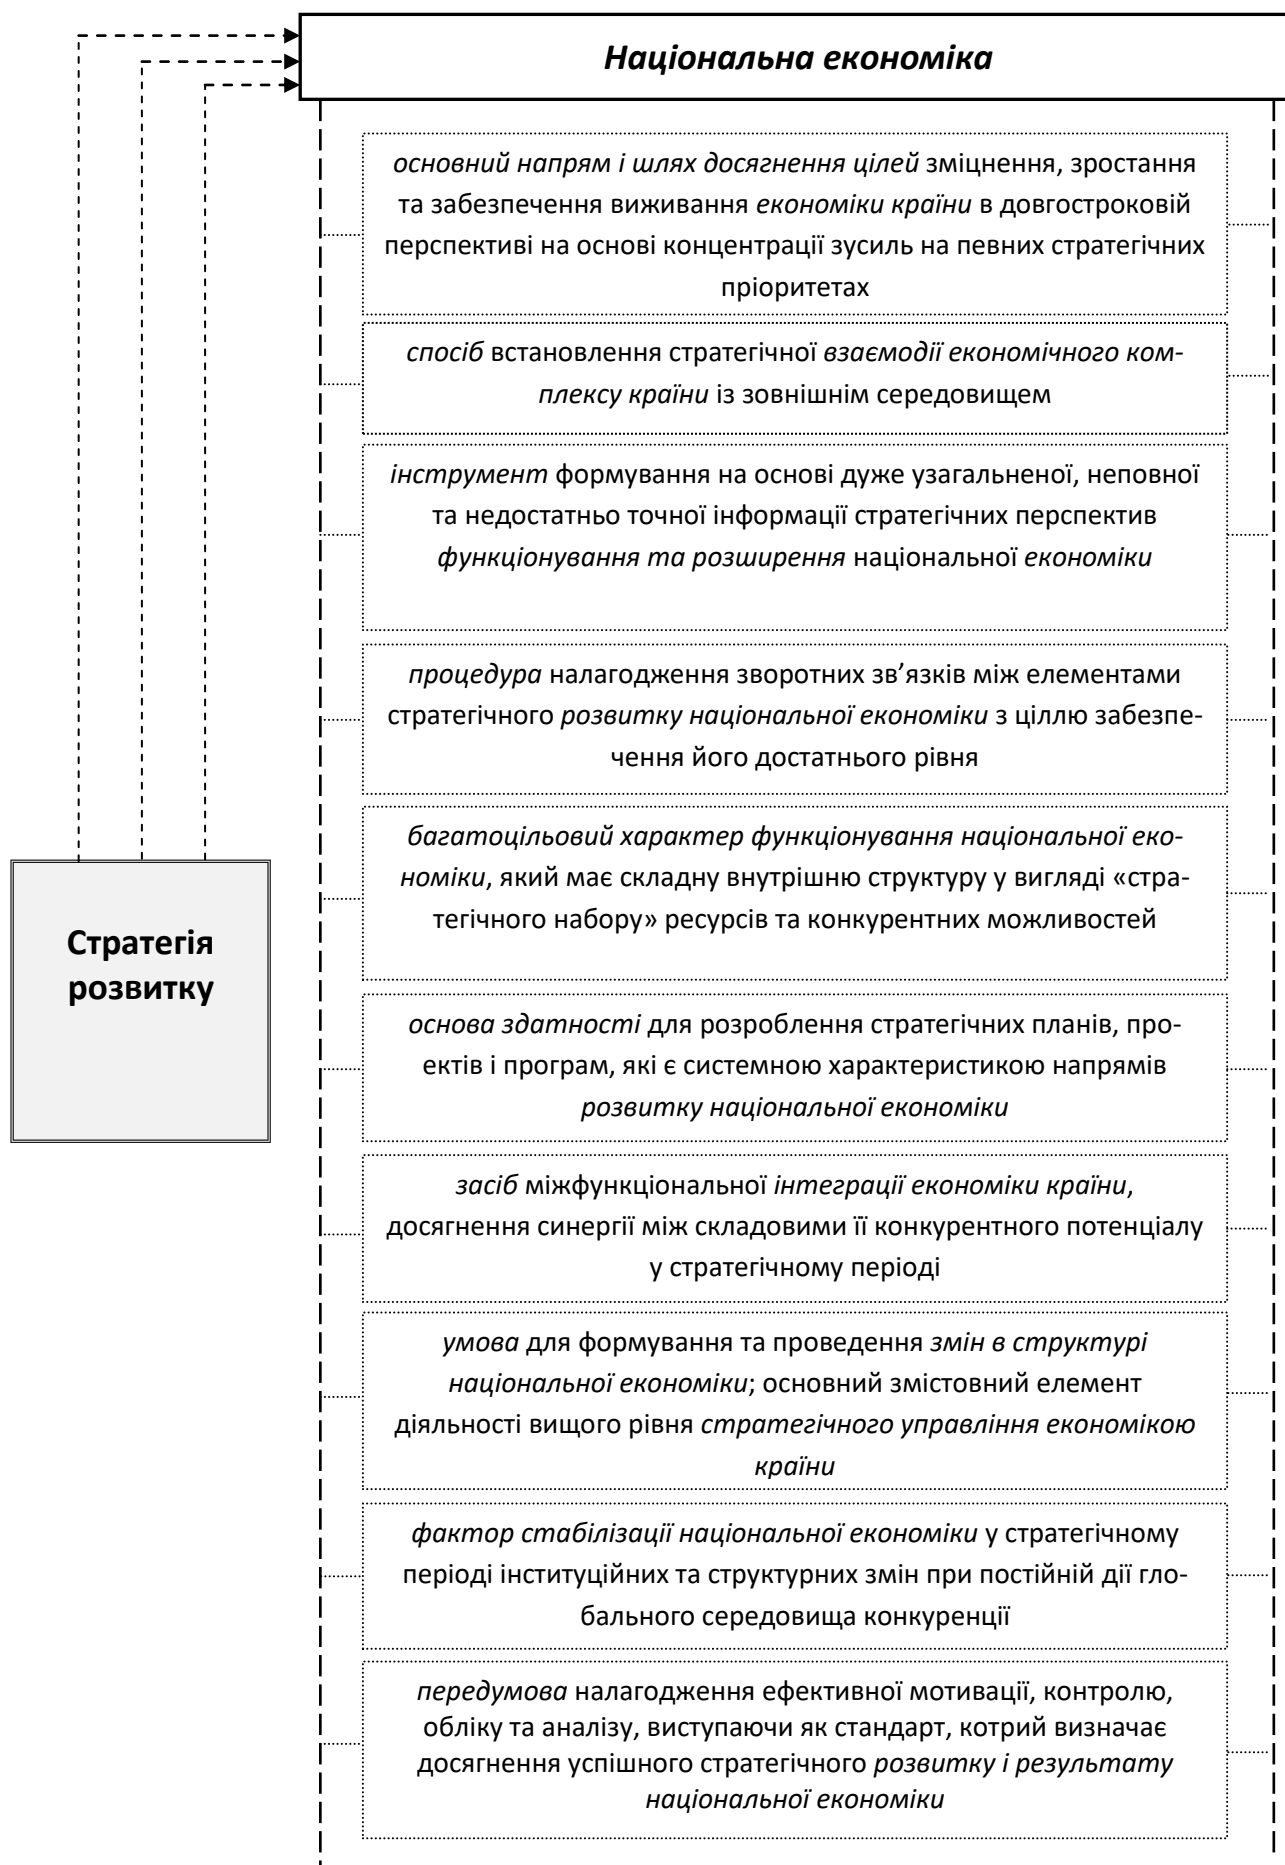 Національна економіка
основний напрям і шлях досягнення цілей зміцнення, зростання
та забезпечення виживання економіки країни в довгостроковій
перспективі на основі концентрації зусиль на певних стратегічних
пріоритетах
спосіб встановлення стратегічної взаємодії економічного ком-
плексу країни із зовнішнім середовищем
інструмент формування на основі дуже узагальненої, неповної
та недостатньо точної інформації стратегічних перспектив
функціонування та розширення національної економіки
процедура налагодження зворотних зв’язків між елементами
стратегічного розвитку національної економіки з ціллю забезпе-
чення його достатнього рівня
багатоцільовий характер функціонування національної еко-
номіки, який має складну внутрішню структуру у вигляді «стра-
тегічного набору» ресурсів та конкурентних можливостей
Стратегія
розвитку
основа здатності для розроблення стратегічних планів, про-
ектів і програм, які є системною характеристикою напрямів
розвитку національної економіки
засіб міжфункціональної інтеграції економіки країни,
досягнення синергії між складовими її конкурентного потенціалу
у стратегічному періоді
умова для формування та проведення змін в структурі
національної економіки; основний змістовний елемент
діяльності вищого рівня стратегічного управління економікою
країни
фактор стабілізації національної економіки у стратегічному
періоді інституційних та структурних змін при постійній дії гло-
бального середовища конкуренції
передумова налагодження ефективної мотивації, контролю,
обліку та аналізу, виступаючи як стандарт, котрий визначає
досягнення успішного стратегічного розвитку і результату
національної економіки